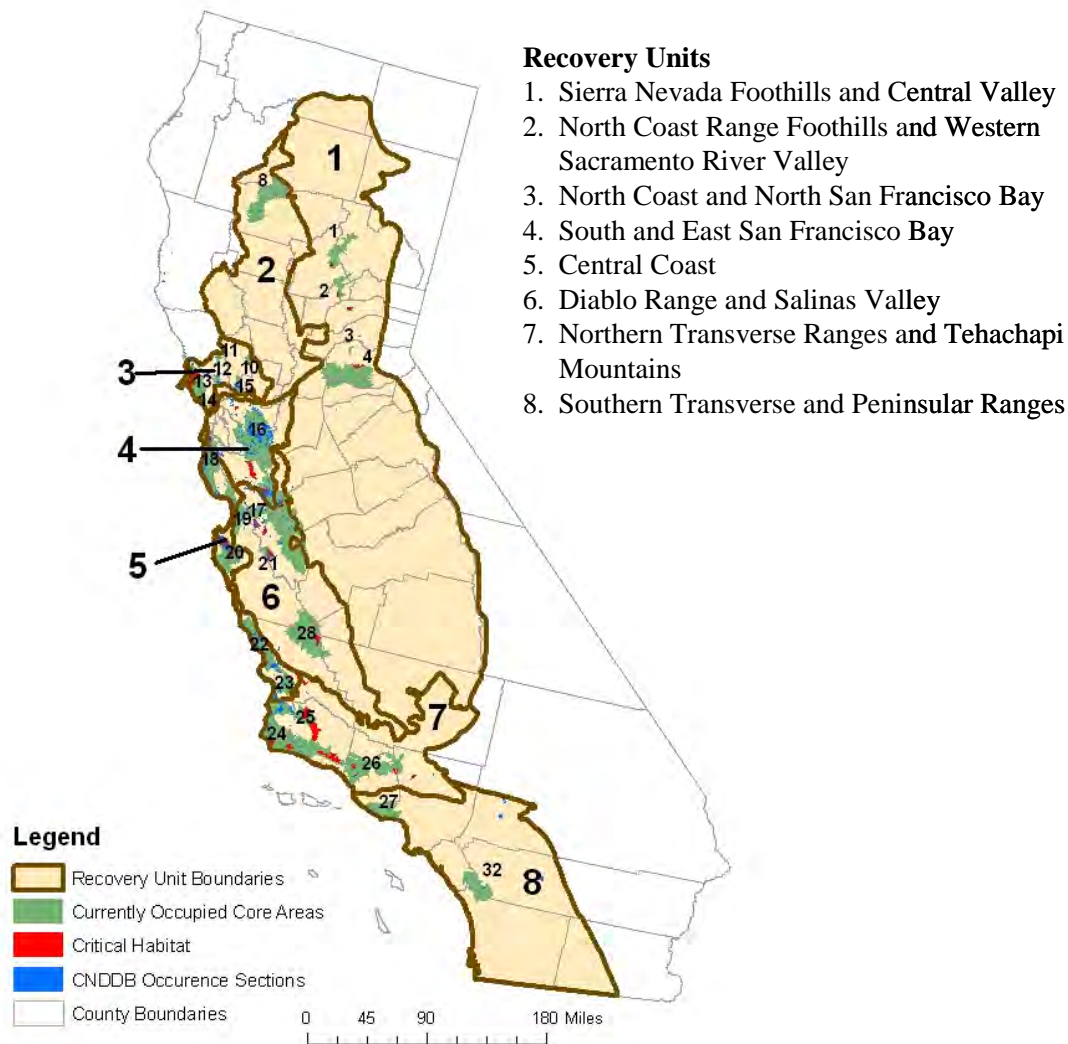 Recovery Units
1. Sierra Nevada Foothills and Central Valley
2. North Coast Range Foothills and Western
Sacramento River Valley
3. North Coast and North San Francisco Bay
4. South and East San Francisco Bay
5. Central Coast
6. Diablo Range and Salinas Valley
7. Northern Transverse Ranges and Tehachapi
Mountains
8. Southern Transverse and Peninsular Ranges
1
8
1
2
2
3
4
3
11
12
10
13
15
14
16
4
18
17
19
5
20
21
6
28
22
23
7
25
24
26
27
32
8
Legend
Recovery Unit Boundaries
Currently Occupied Core Areas
Critical Habitat
CNDDB Occurence Sections
County Boundaries
0 45 90 180 Miles